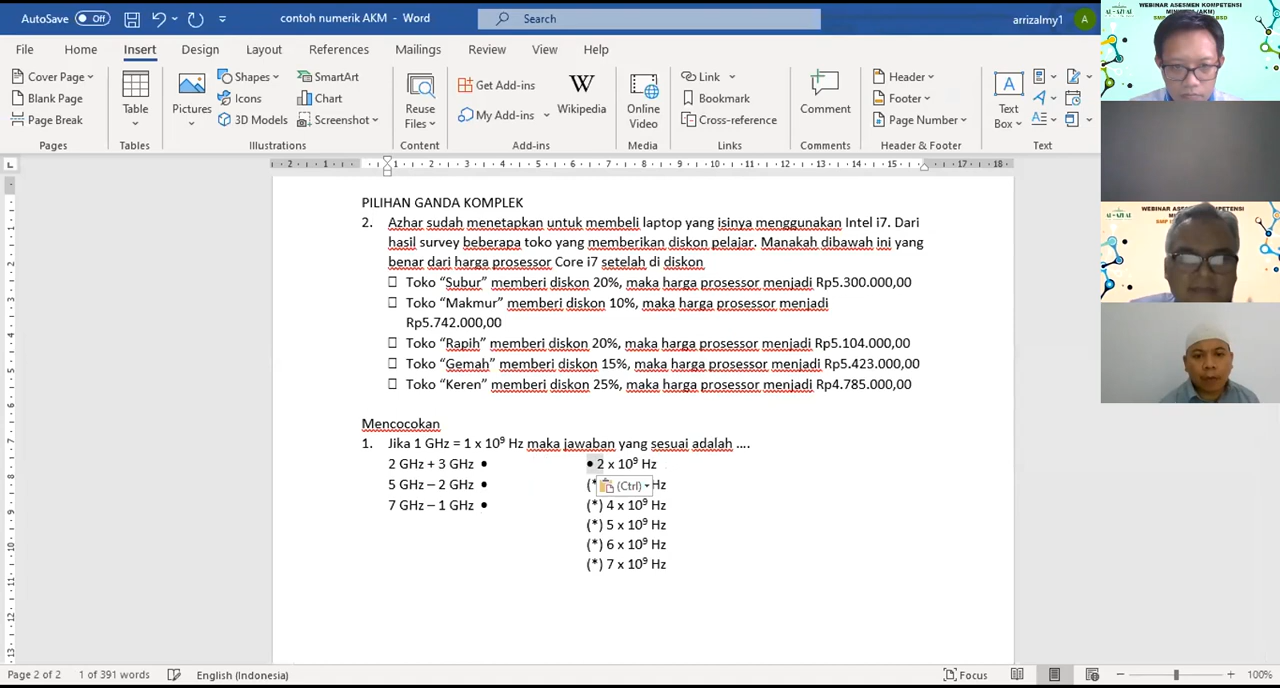 AutoSave Off
contoh numerik AKM - Word
Search
arrizalmy1
A
File Home Insert Design Layout References Mailings Review View Help
Cover Page
Blank Page
Page Break
Pages
Table
Tables
Pictures
Shapes
Icons
3D Models
SmartArt
Chart
Screenshot
Illustrations
Reuse
Files
Content
Get Add-ins
My Add-ins
Wikipedia
Add-ins
Online
Video
Media
Link
Bookmark
Cross-reference
Links
Comment
Comments
Header
Footer
Page Number
Header & Footer
Text
Box
Text
PILIHAN GANDA KOMPLEK
2. Azhar sudah menetapkan untuk membeli laptop yang isinya menggunakan Intel i7. Dari
hasil survey beberapa toko yang memberikan diskon pelajar. Manakah dibawah ini yang
benar dari harga prosessor Core i7 setelah di diskon
□ Toko “Subur” memberi diskon 20%, maka harga prosessor menjadi Rp5.300.000,00
□ Toko “Makmur” memberi diskon 10%, maka harga prosessor menjadi
Rp5.742.000,00
□ Toko “Rapih” memberi diskon 20%, maka harga prosessor menjadi Rp5.104.000,00
□ Toko “Gemah” memberi diskon 15%, maka harga prosessor menjadi Rp5.423.000,00
□ Toko “Keren” memberi diskon 25%, maka harga prosessor menjadi Rp4.785.000,00
Mencocokan
1. Jika 1 GHz = 1 x 10⁹ Hz maka jawaban yang sesuai adalah ....
2 GHz + 3 GHz ● ● 2 x 10⁹ Hz
5 GHz – 2 GHz ● (* (Ctrl) Hz
7 GHz – 1 GHz ● (*) 4 x 10⁹ Hz
(*) 5 x 10⁹ Hz
(*) 6 x 10⁹ Hz
(*) 7 x 10⁹ Hz
Page 2 of 2 1 of 391 words English (Indonesia) Focus 100%
WEBINAR ASESMEN KOMPETENSI
WEBINAR ASESMEN KOMPETENSI